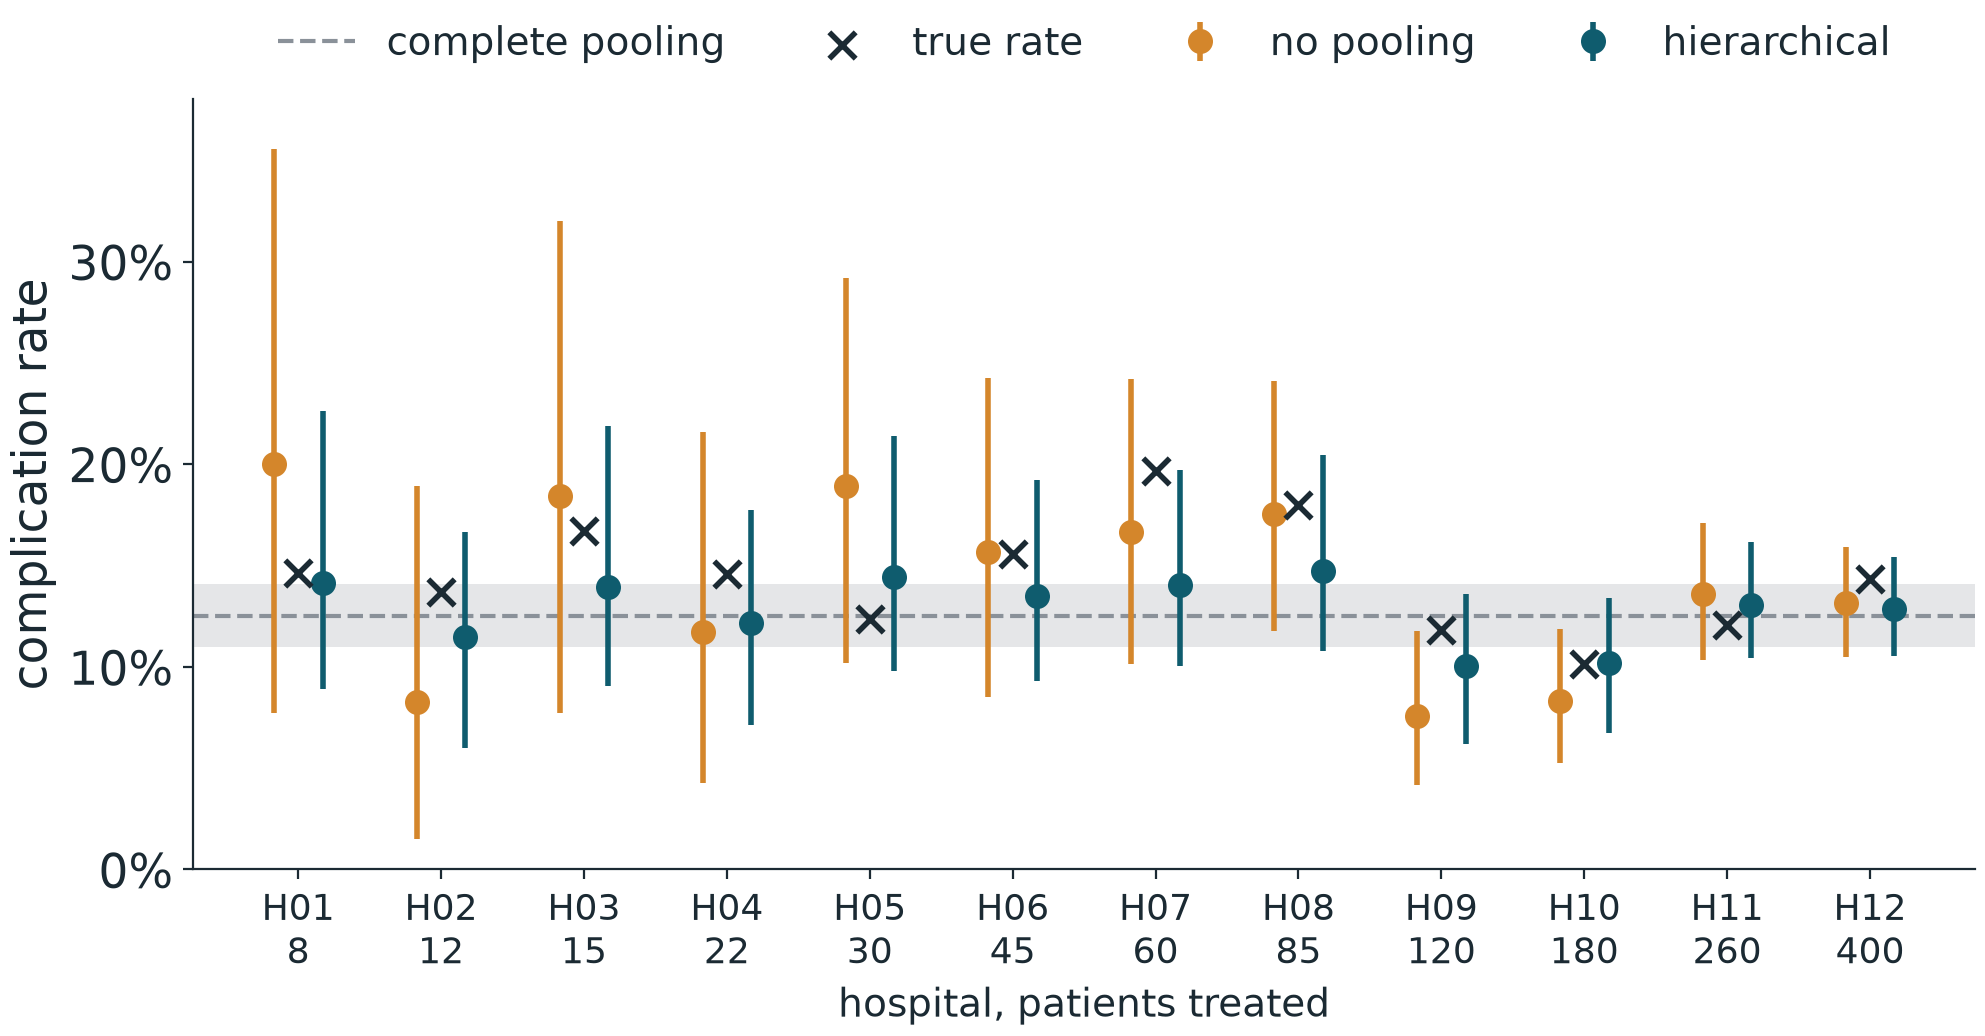 complete pooling true rate no pooling hierarchical
complication rate
30%
20%
10%
0%
H01 H02 H03 H04 H05 H06 H07 H08 H09 H10 H11 H12
8 12 15 22 30 45 60 85 120 180 260 400
hospital, patients treated